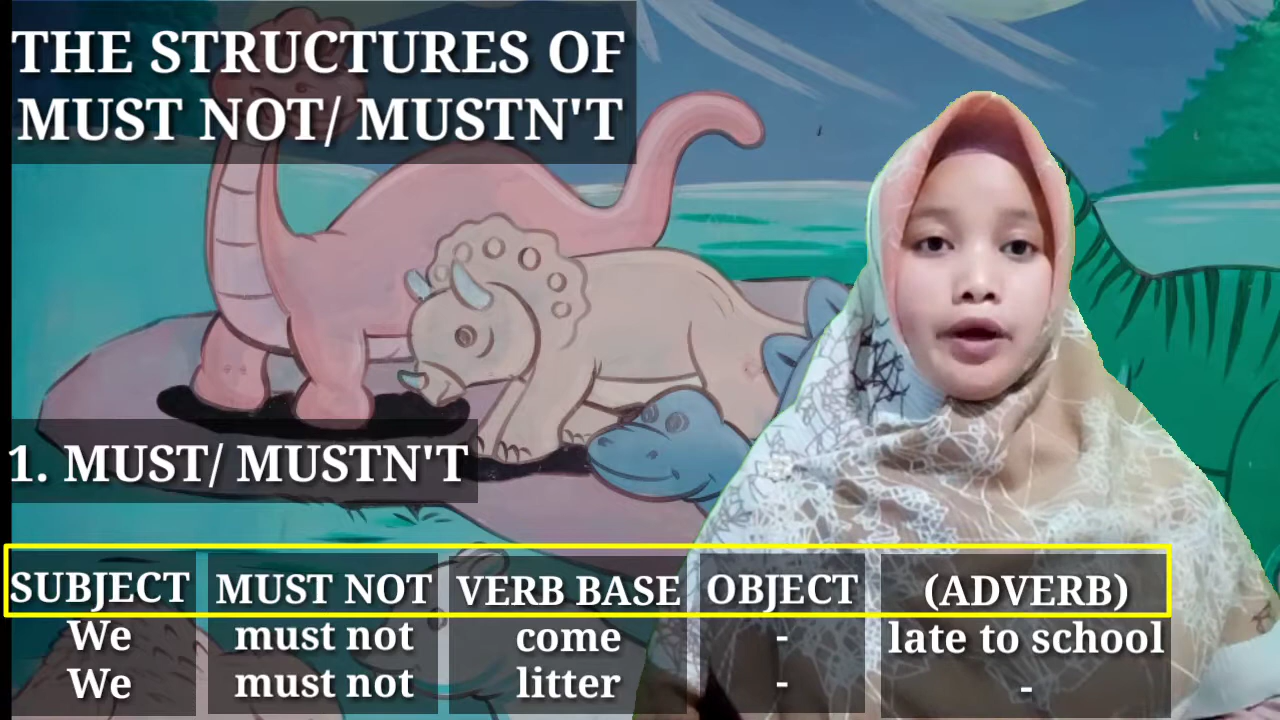 THE STRUCTURES OF
MUST NOT/ MUSTN'T
1. MUST/ MUSTN'T
SUBJECT MUST NOT VERB BASE OBJECT (ADVERB)
We must not come - late to school
We must not litter - -